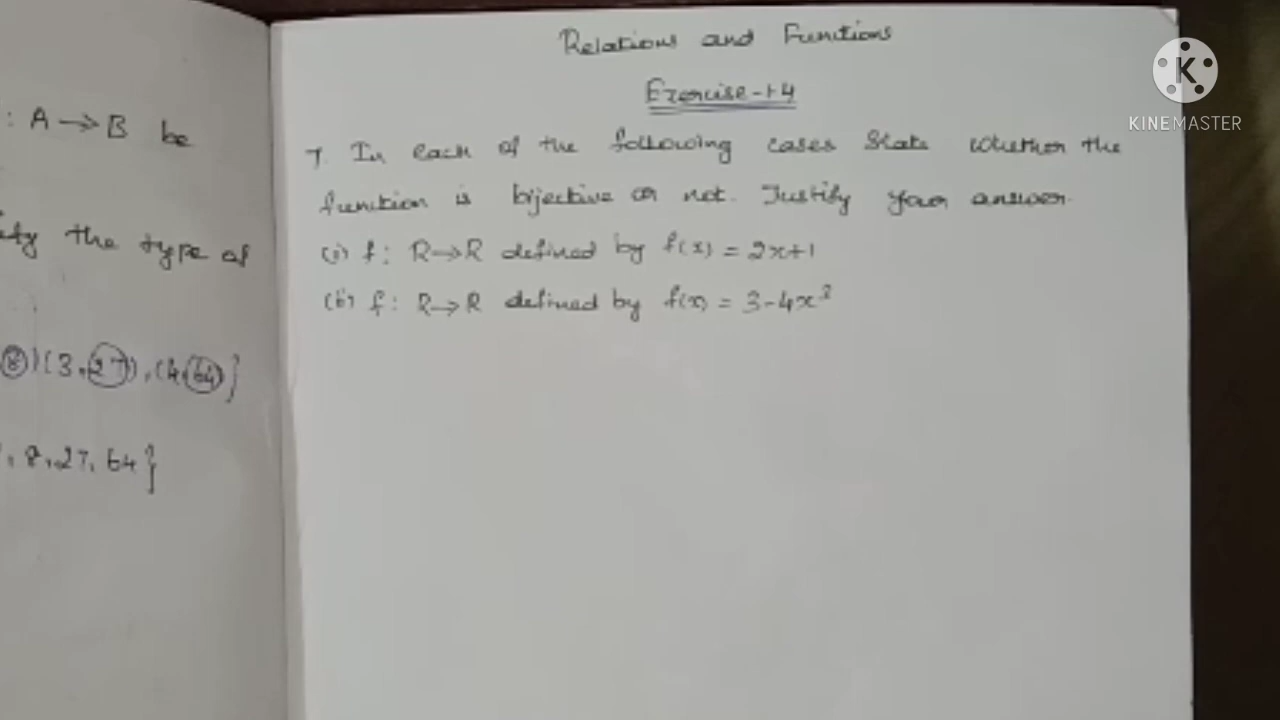 Relations and Functions
Exercise-1.4
: A → B be
7. In each of the following cases state whether the
function is bijective or not. Justify your answer.
the type of
(i) f: R→R defined by f(x) = 2x+1
(ii) f: R→R defined by f(x) = 3-4x²
8)(3,27),(4,64}
, 8, 27, 64}
K
KINEMASTER